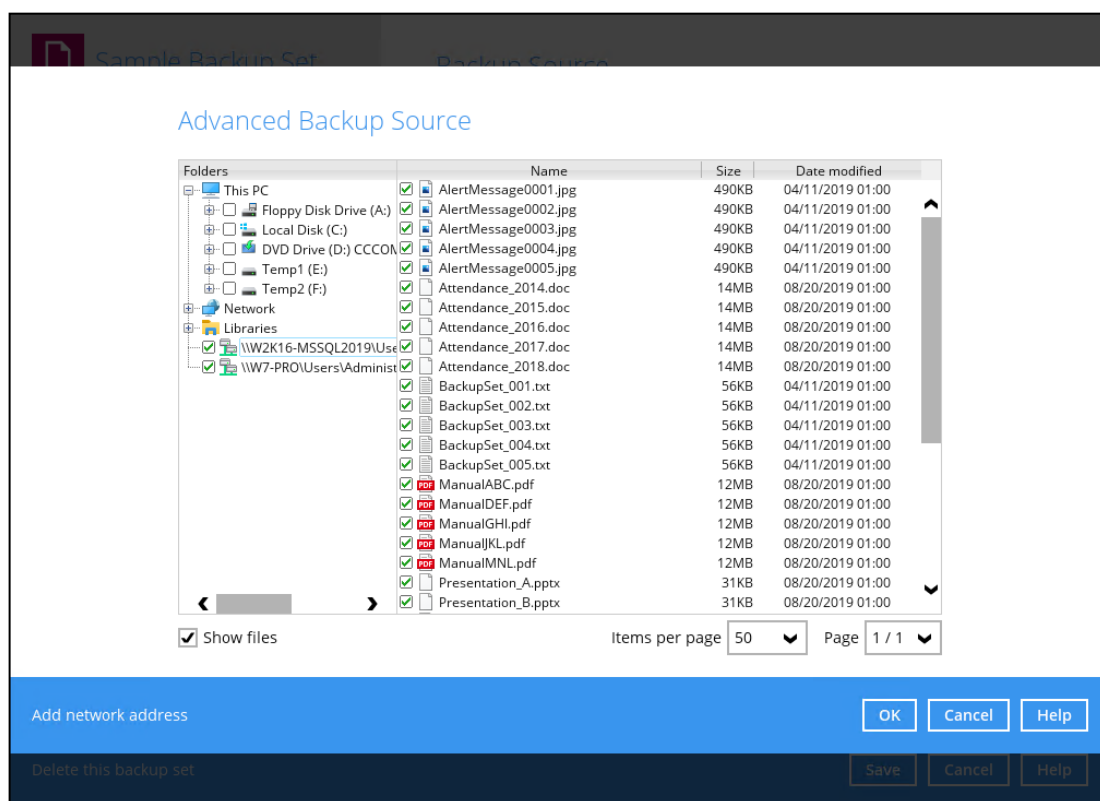 Sample Backup Set
Backup Source
Advanced Backup Source
Folders Name Size Date modified
This PC
Floppy Disk Drive (A:)
Local Disk (C:)
DVD Drive (D:) CCCOM
Temp1 (E:)
Temp2 (F:)
Network
Libraries
\\W2K16-MSSQL2019\Use
\\W7-PRO\Users\Administ
AlertMessage0001.jpg 490KB 04/11/2019 01:00
AlertMessage0002.jpg 490KB 04/11/2019 01:00
AlertMessage0003.jpg 490KB 04/11/2019 01:00
AlertMessage0004.jpg 490KB 04/11/2019 01:00
AlertMessage0005.jpg 490KB 04/11/2019 01:00
Attendance_2014.doc 14MB 08/20/2019 01:00
Attendance_2015.doc 14MB 08/20/2019 01:00
Attendance_2016.doc 14MB 08/20/2019 01:00
Attendance_2017.doc 14MB 08/20/2019 01:00
Attendance_2018.doc 14MB 08/20/2019 01:00
BackupSet_001.txt 56KB 04/11/2019 01:00
BackupSet_002.txt 56KB 04/11/2019 01:00
BackupSet_003.txt 56KB 04/11/2019 01:00
BackupSet_004.txt 56KB 04/11/2019 01:00
BackupSet_005.txt 56KB 04/11/2019 01:00
PDF ManualABC.pdf 12MB 08/20/2019 01:00
PDF ManualDEF.pdf 12MB 08/20/2019 01:00
PDF ManualGHI.pdf 12MB 08/20/2019 01:00
PDF ManualJKL.pdf 12MB 08/20/2019 01:00
PDF ManualMNL.pdf 12MB 08/20/2019 01:00
Presentation_A.pptx 31KB 08/20/2019 01:00
Presentation_B.pptx 31KB 08/20/2019 01:00
Show files Items per page 50 Page 1 / 1
Add network address OK Cancel Help
Delete this backup set Save Cancel Help